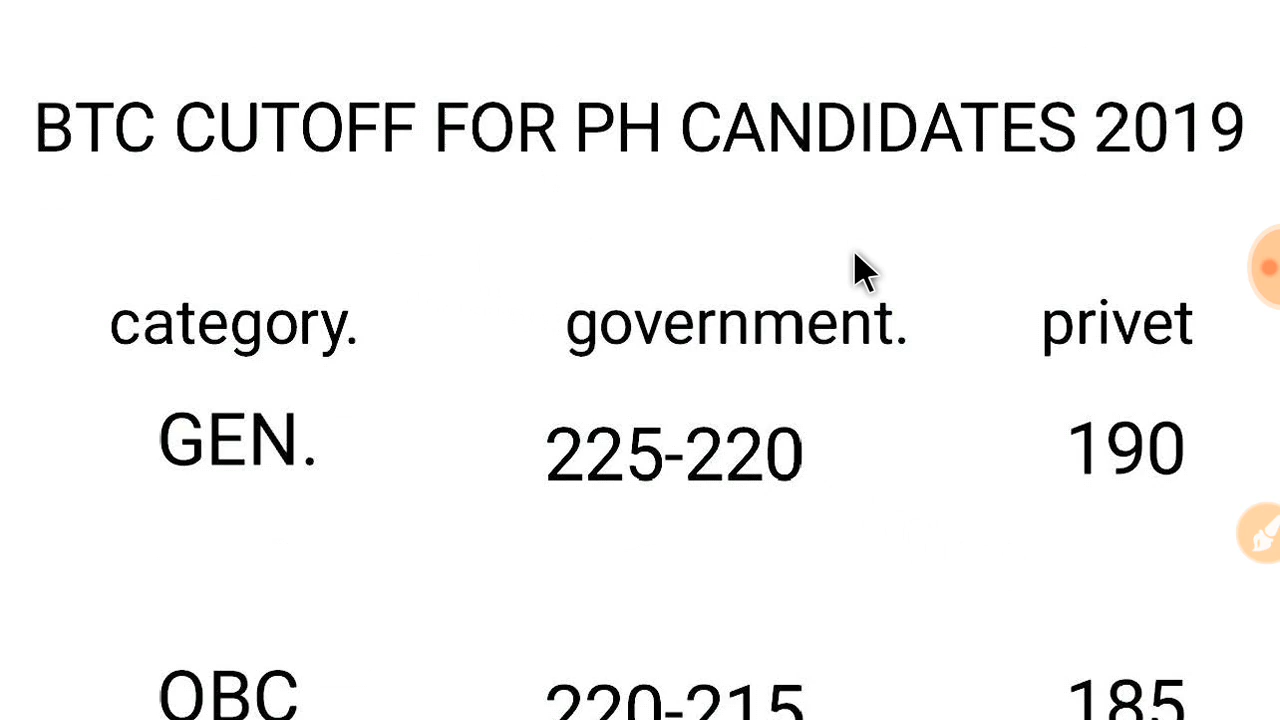 BTC CUTOFF FOR PH CANDIDATES 2019
category. government. privet
GEN. 225-220 190
OBC 220-215 185